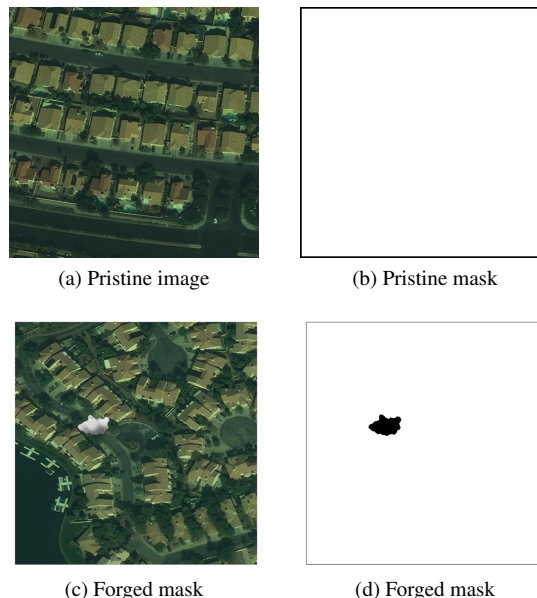 (a) Pristine image
(b) Pristine mask
(c) Forged mask
(d) Forged mask